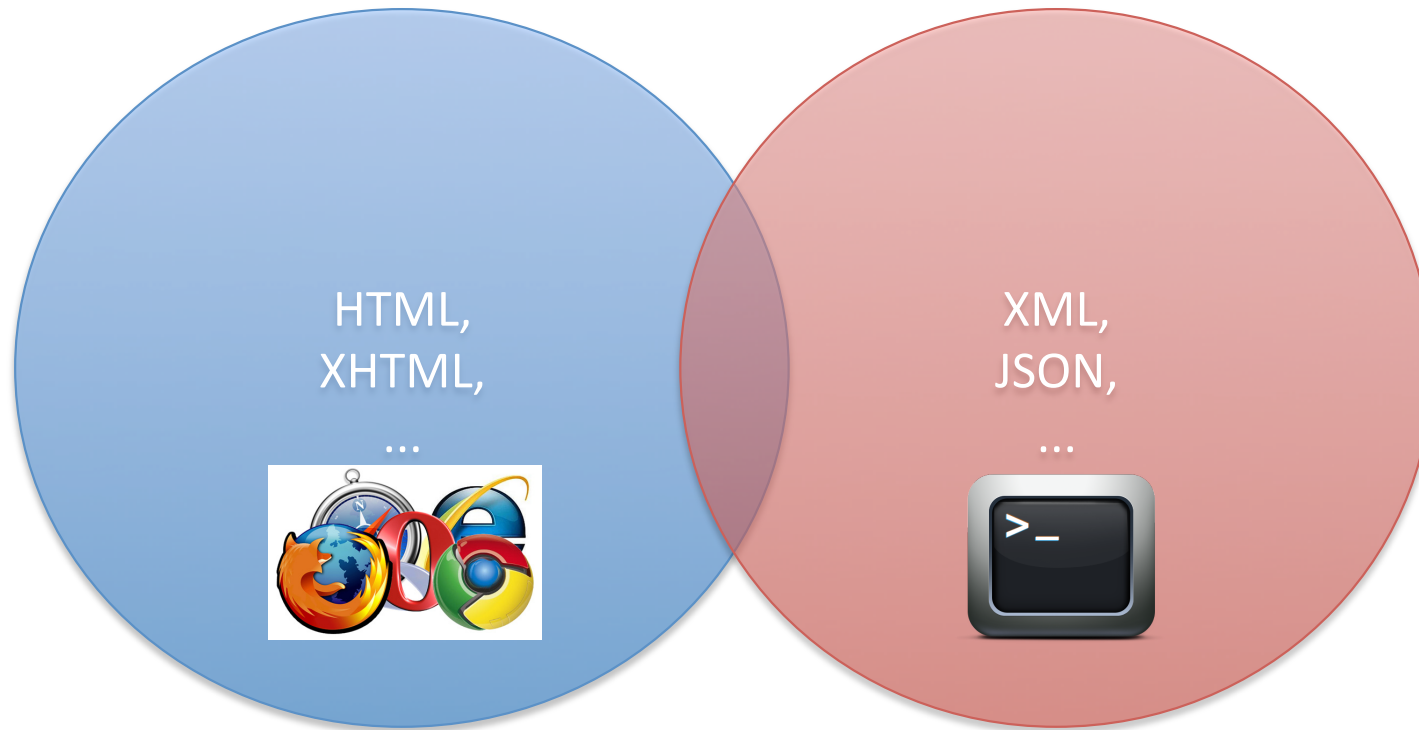 HTML,
XHTML,
...
XML,
JSON,
...
>_